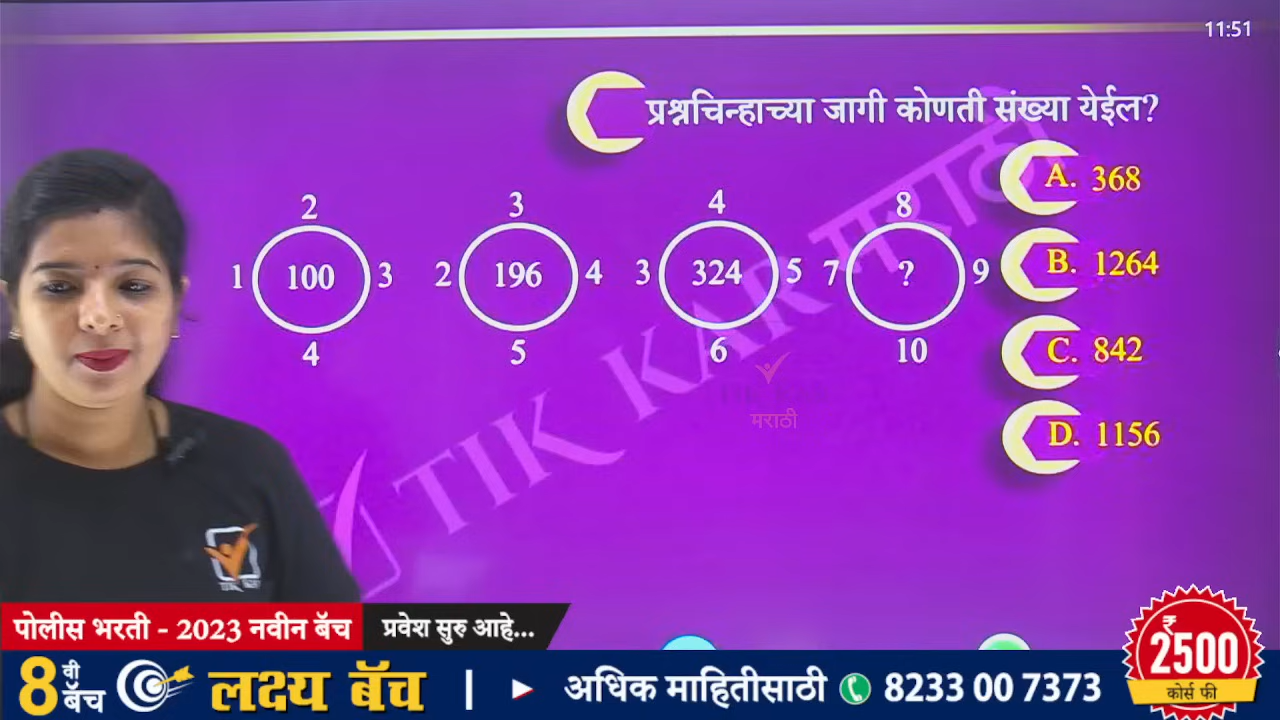 11:51
प्रश्नचिन्हाच्या जागी कोणती संख्या येईल?
A. 368
B. 1264
C. 842
D. 1156
2 3 4 8
1 100 3 2 196 4 3 324 5 7 ? 9
4 5 6 10
TIK KAR मराठी
मराठी
पोलीस भरती - 2023 नवीन बॅच
प्रवेश सुरु आहे...
8 वी बॅच
लक्ष्य बॅच
अधिक माहितीसाठी 8233 00 7373
₹
2500
कोर्स फी